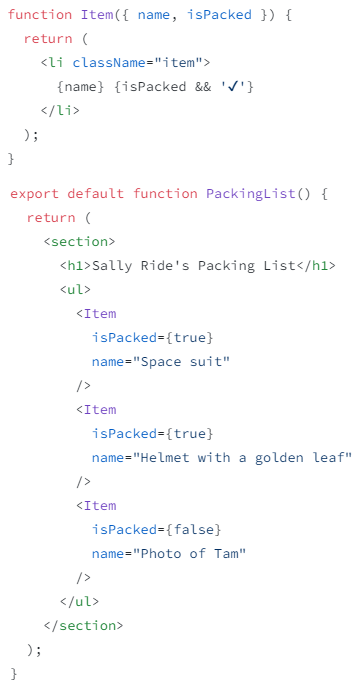 function Item({ name, isPacked }) {
  return (
    <li className="item">
      {name} {isPacked && '✓'}
    </li>
  );
}
export default function PackingList() {
  return (
    <section>
      <h1>Sally Ride's Packing List</h1>
      <ul>
        <Item
          isPacked={true}
          name="Space suit"
        />
        <Item
          isPacked={true}
          name="Helmet with a golden leaf"
        />
        <Item
          isPacked={false}
          name="Photo of Tam"
        />
      </ul>
    </section>
  );
}